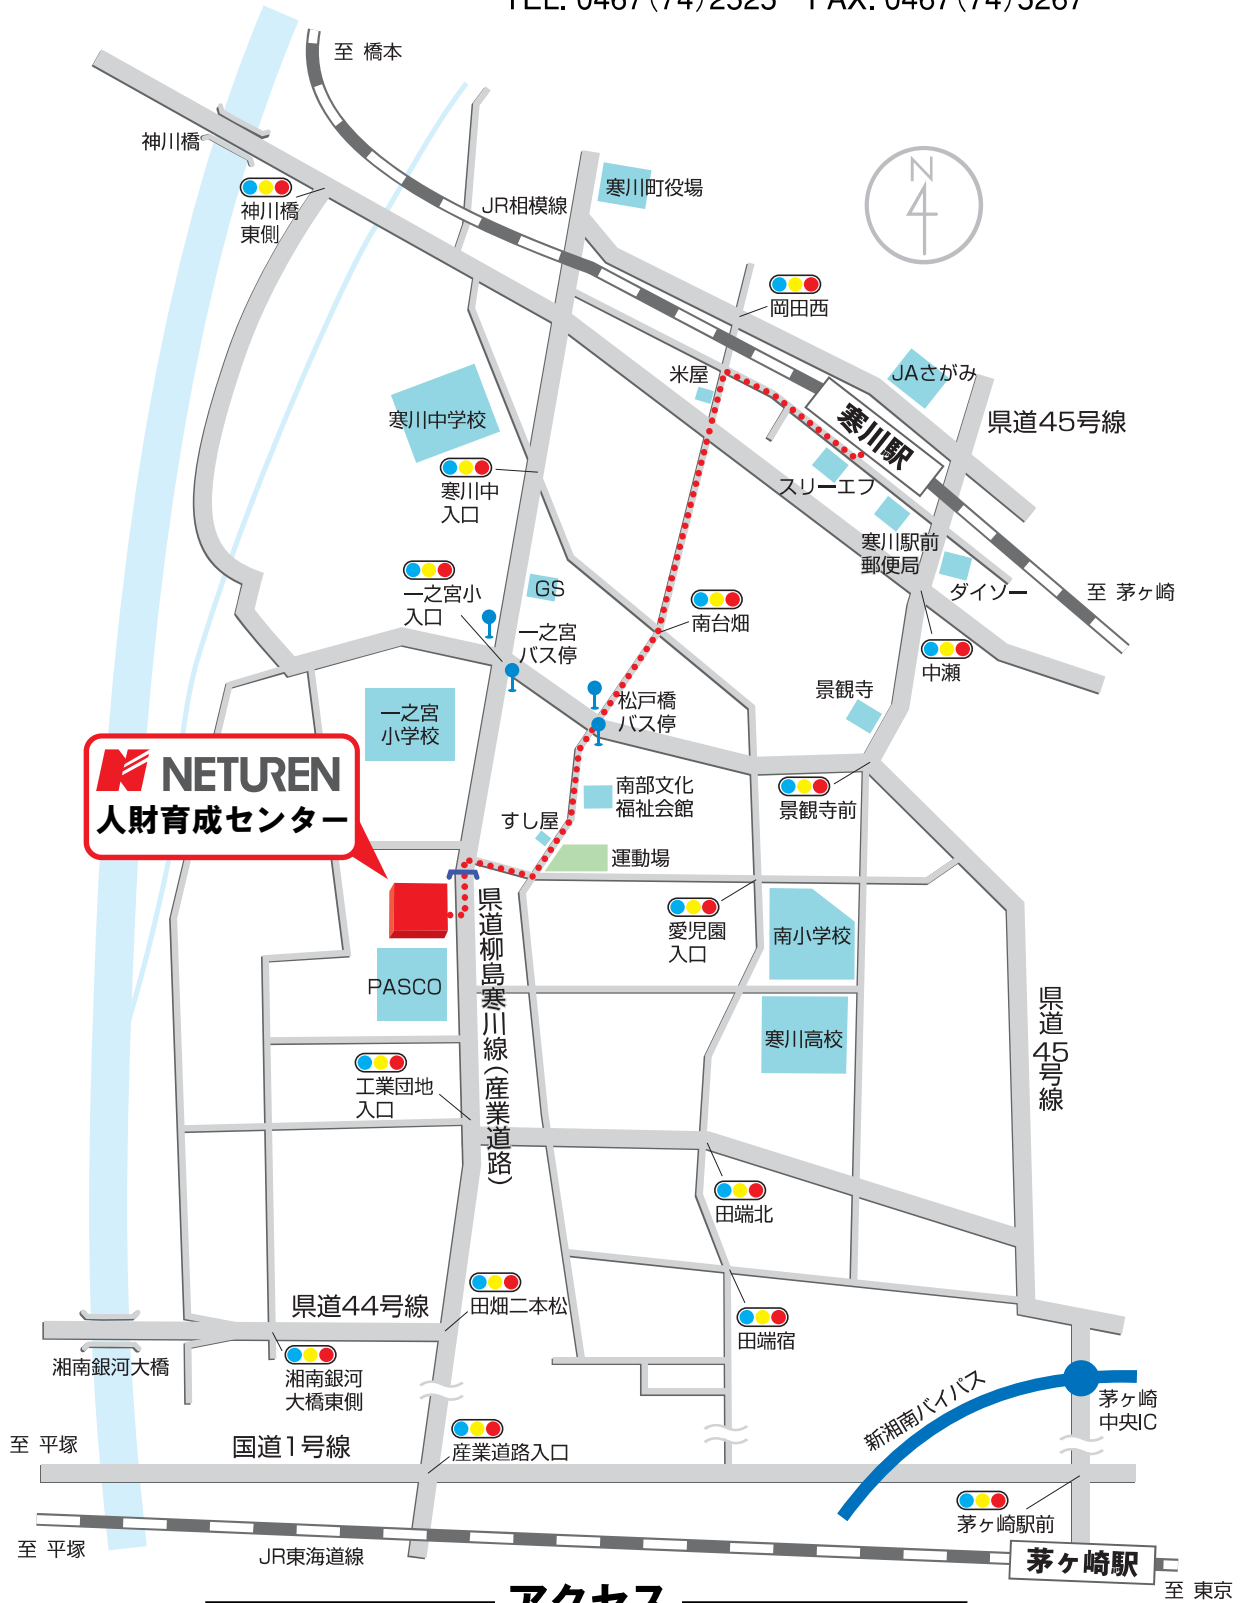 TEL. 0467(74)2525 FAX. 0467(74)5267
至 橋本
神川橋
神川橋
東側
JR相模線
寒川町役場
N
岡田西
米屋
JAさがみ
寒川駅
県道45号線
寒川中学校
寒川中
入口
スリーエフ
寒川駅前
郵便局
ダイソー
至 茅ヶ崎
一之宮小
入口
GS
一之宮
バス停
南台畑
中瀬
松戸橋
バス停
景観寺
一之宮
小学校
NETUREN
人財育成センター
南部文化
福祉会館
景観寺前
すし屋
運動場
愛児園
入口
南小学校
PASCO
県道柳島寒川線(産業道路)
寒川高校
県道45号線
工業団地
入口
田端北
県道44号線
田畑二本松
田端宿
湘南銀河大橋
湘南銀河
大橋東側
新湘南バイパス
茅ヶ崎
中央IC
至 平塚
国道1号線
産業道路入口
茅ヶ崎駅前
至 平塚
JR東海道線
茅ヶ崎駅
至 東京
アクセス